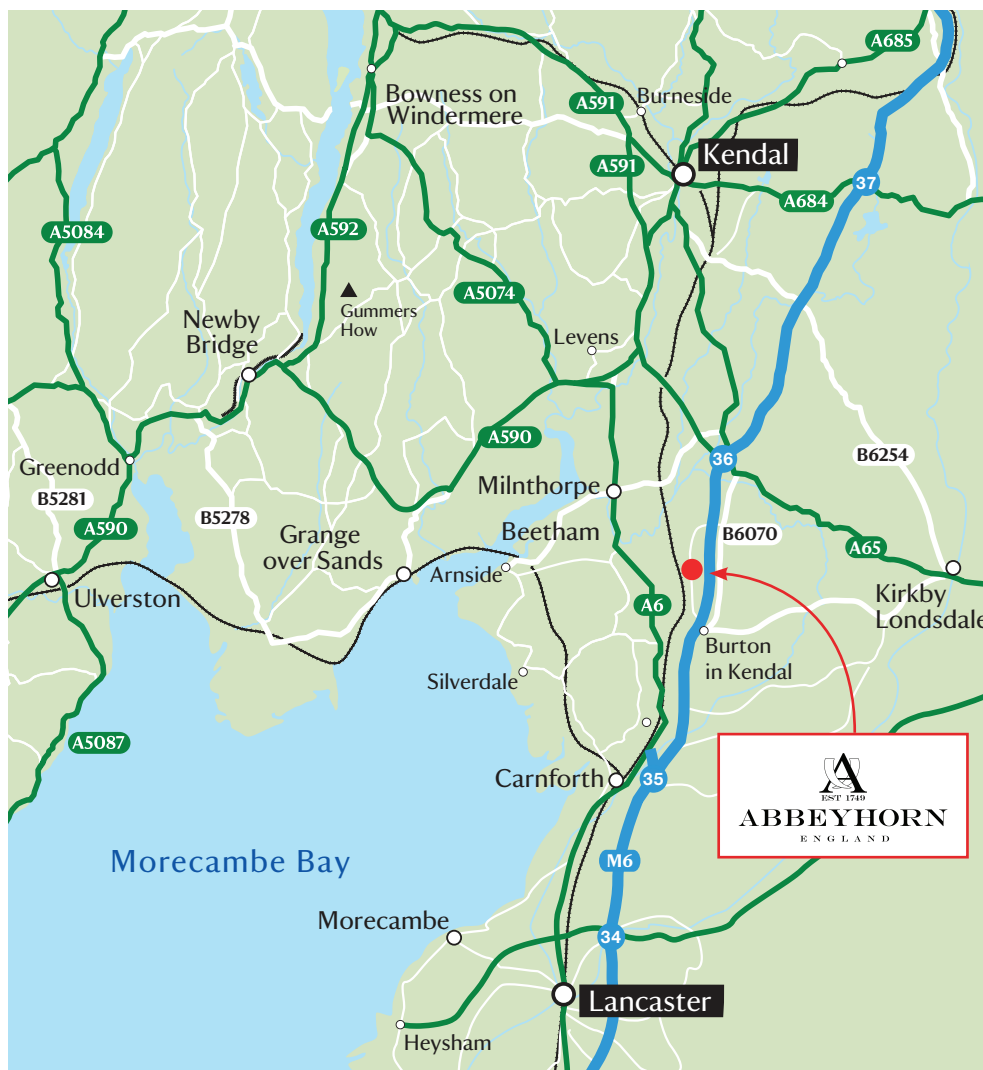 A685
Bowness on
Windermere
A591
Burneside
Kendal
A591
37
A684
A5084
A592
A5074
Gummers
How
Newby
Bridge
Levens
A590
36
B6254
Greenodd
B5281
Milnthorpe
B5278
A590
Grange
over Sands
Beetham
B6070
A65
Arnside
Ulverston
A6
Kirkby
Londsdale
Burton
in Kendal
Silverdale
A5087
Carnforth
35
A
EST 1749
ABBEYHORN
ENGLAND
Morecambe Bay
M6
Morecambe
34
Lancaster
Heysham